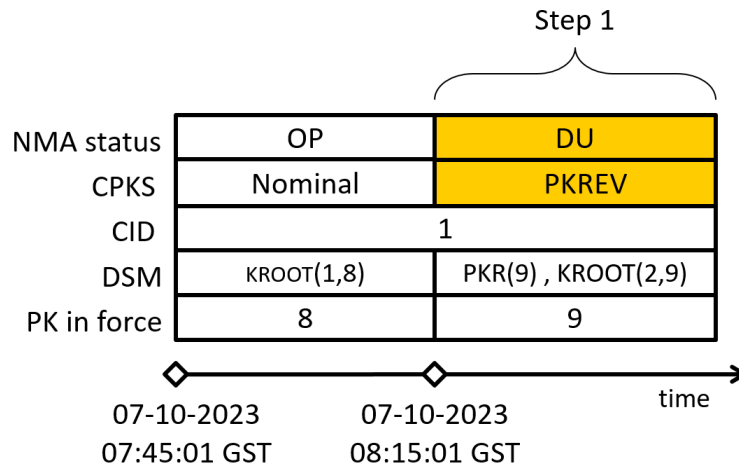 Step 1
NMA status OP DU
CPKS Nominal PKREV
CID 1
DSM KROOT(1,8) PKR(9) , KROOT(2,9)
PK in force 8 9
time
07-10-2023 07-10-2023
07:45:01 GST 08:15:01 GST